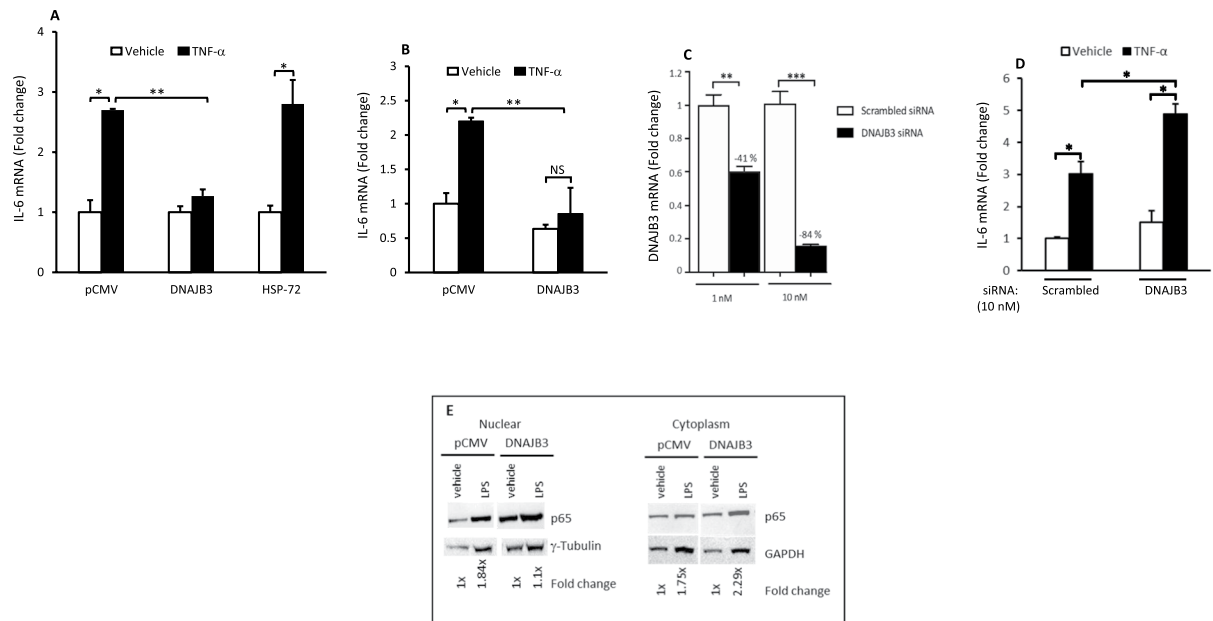 A
IL-6 mRNA (Fold change)
4
3
2
1
0
Vehicle TNF-α
*
**
*
pCMV DNAJB3 HSP-72
B
IL-6 mRNA (Fold change)
3
2.5
2
1.5
1
0.5
0
Vehicle TNF-α
*
**
NS
pCMV DNAJB3
C
DNAJB3 mRNA (Fold change)
1.2
1
0.8
0.6
0.4
0.2
0
** ***
-41 %
-84 %
Scrambled siRNA
DNAJB3 siRNA
1 nM 10 nM
D
IL-6 mRNA (Fold change)
6
5
4
3
2
1
0
Vehicle TNF-α
*
*
*
siRNA: Scrambled DNAJB3
(10 nM)
E
Nuclear
pCMV DNAJB3
vehicle LPS vehicle LPS
p65
γ-Tubulin
1x 1.84x 1x 1.1x Fold change
Cytoplasm
pCMV DNAJB3
vehicle LPS vehicle LPS
p65
GAPDH
1x 1.75x 1x 2.29x Fold change